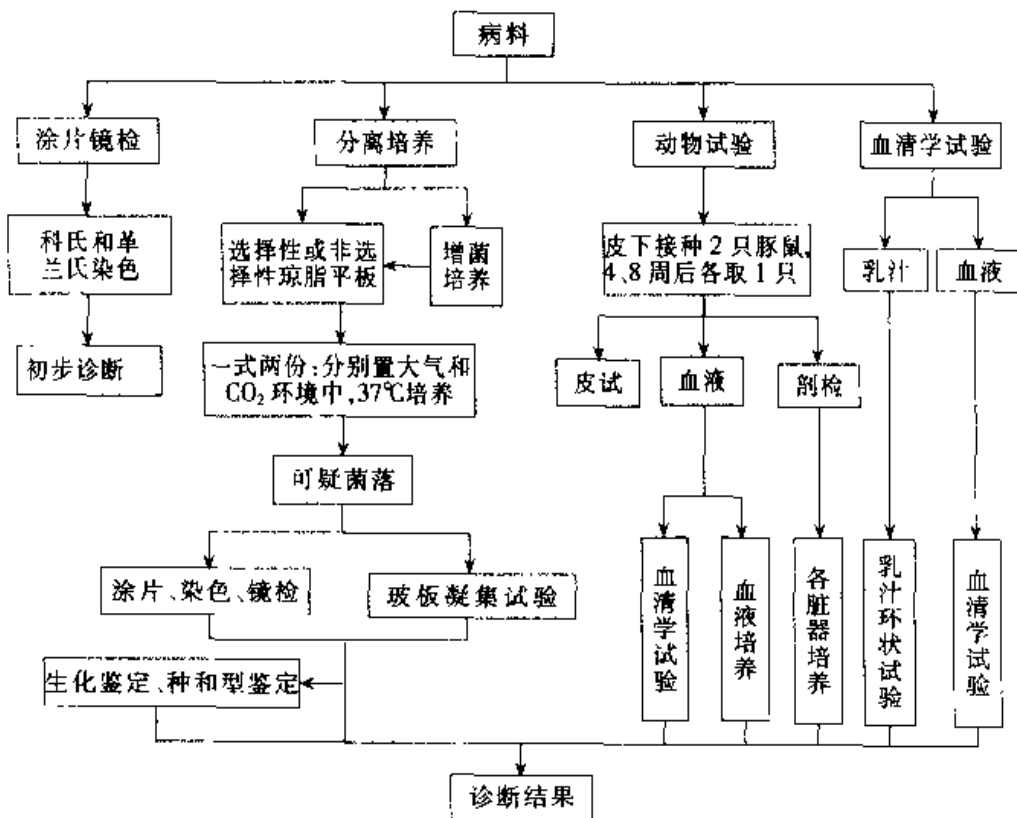 病料
涂片镜检
分离培养
动物试验
血清学试验
科氏和革
兰氏染色
选择性或非选
择性琼脂平板
增菌
培养
皮下接种2只豚鼠,
4、8周后各取1只
乳汁
血液
初步诊断
一式两份:分别置大气和
CO₂环境中,37℃培养
皮试
血液
剖检
可疑菌落
涂片、染色、镜检
玻板凝集试验
血清学试验
血液培养
各脏器培养
乳汁环状试验
血清学试验
生化鉴定、种和型鉴定
诊断结果